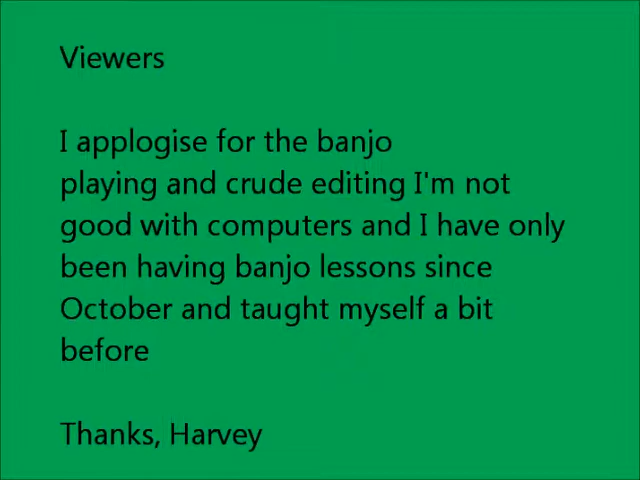 Viewers
I applogise for the banjo
playing and crude editing I'm not
good with computers and I have only
been having banjo lessons since
October and taught myself a bit
before
Thanks, Harvey